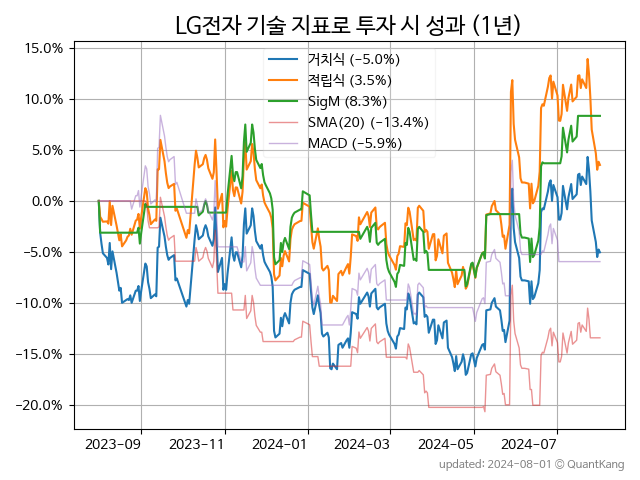 LG전자 기술 지표로 투자 시 성과 (1년)
15.0%
10.0%
5.0%
0.0%
−5.0%
−10.0%
−15.0%
−20.0%
거치식 (−5.0%)
적립식 (3.5%)
SigM (8.3%)
SMA(20) (−13.4%)
MACD (−5.9%)
2023-09 2023-11 2024-01 2024-03 2024-05 2024-07
updated: 2024-08-01 © QuantKang